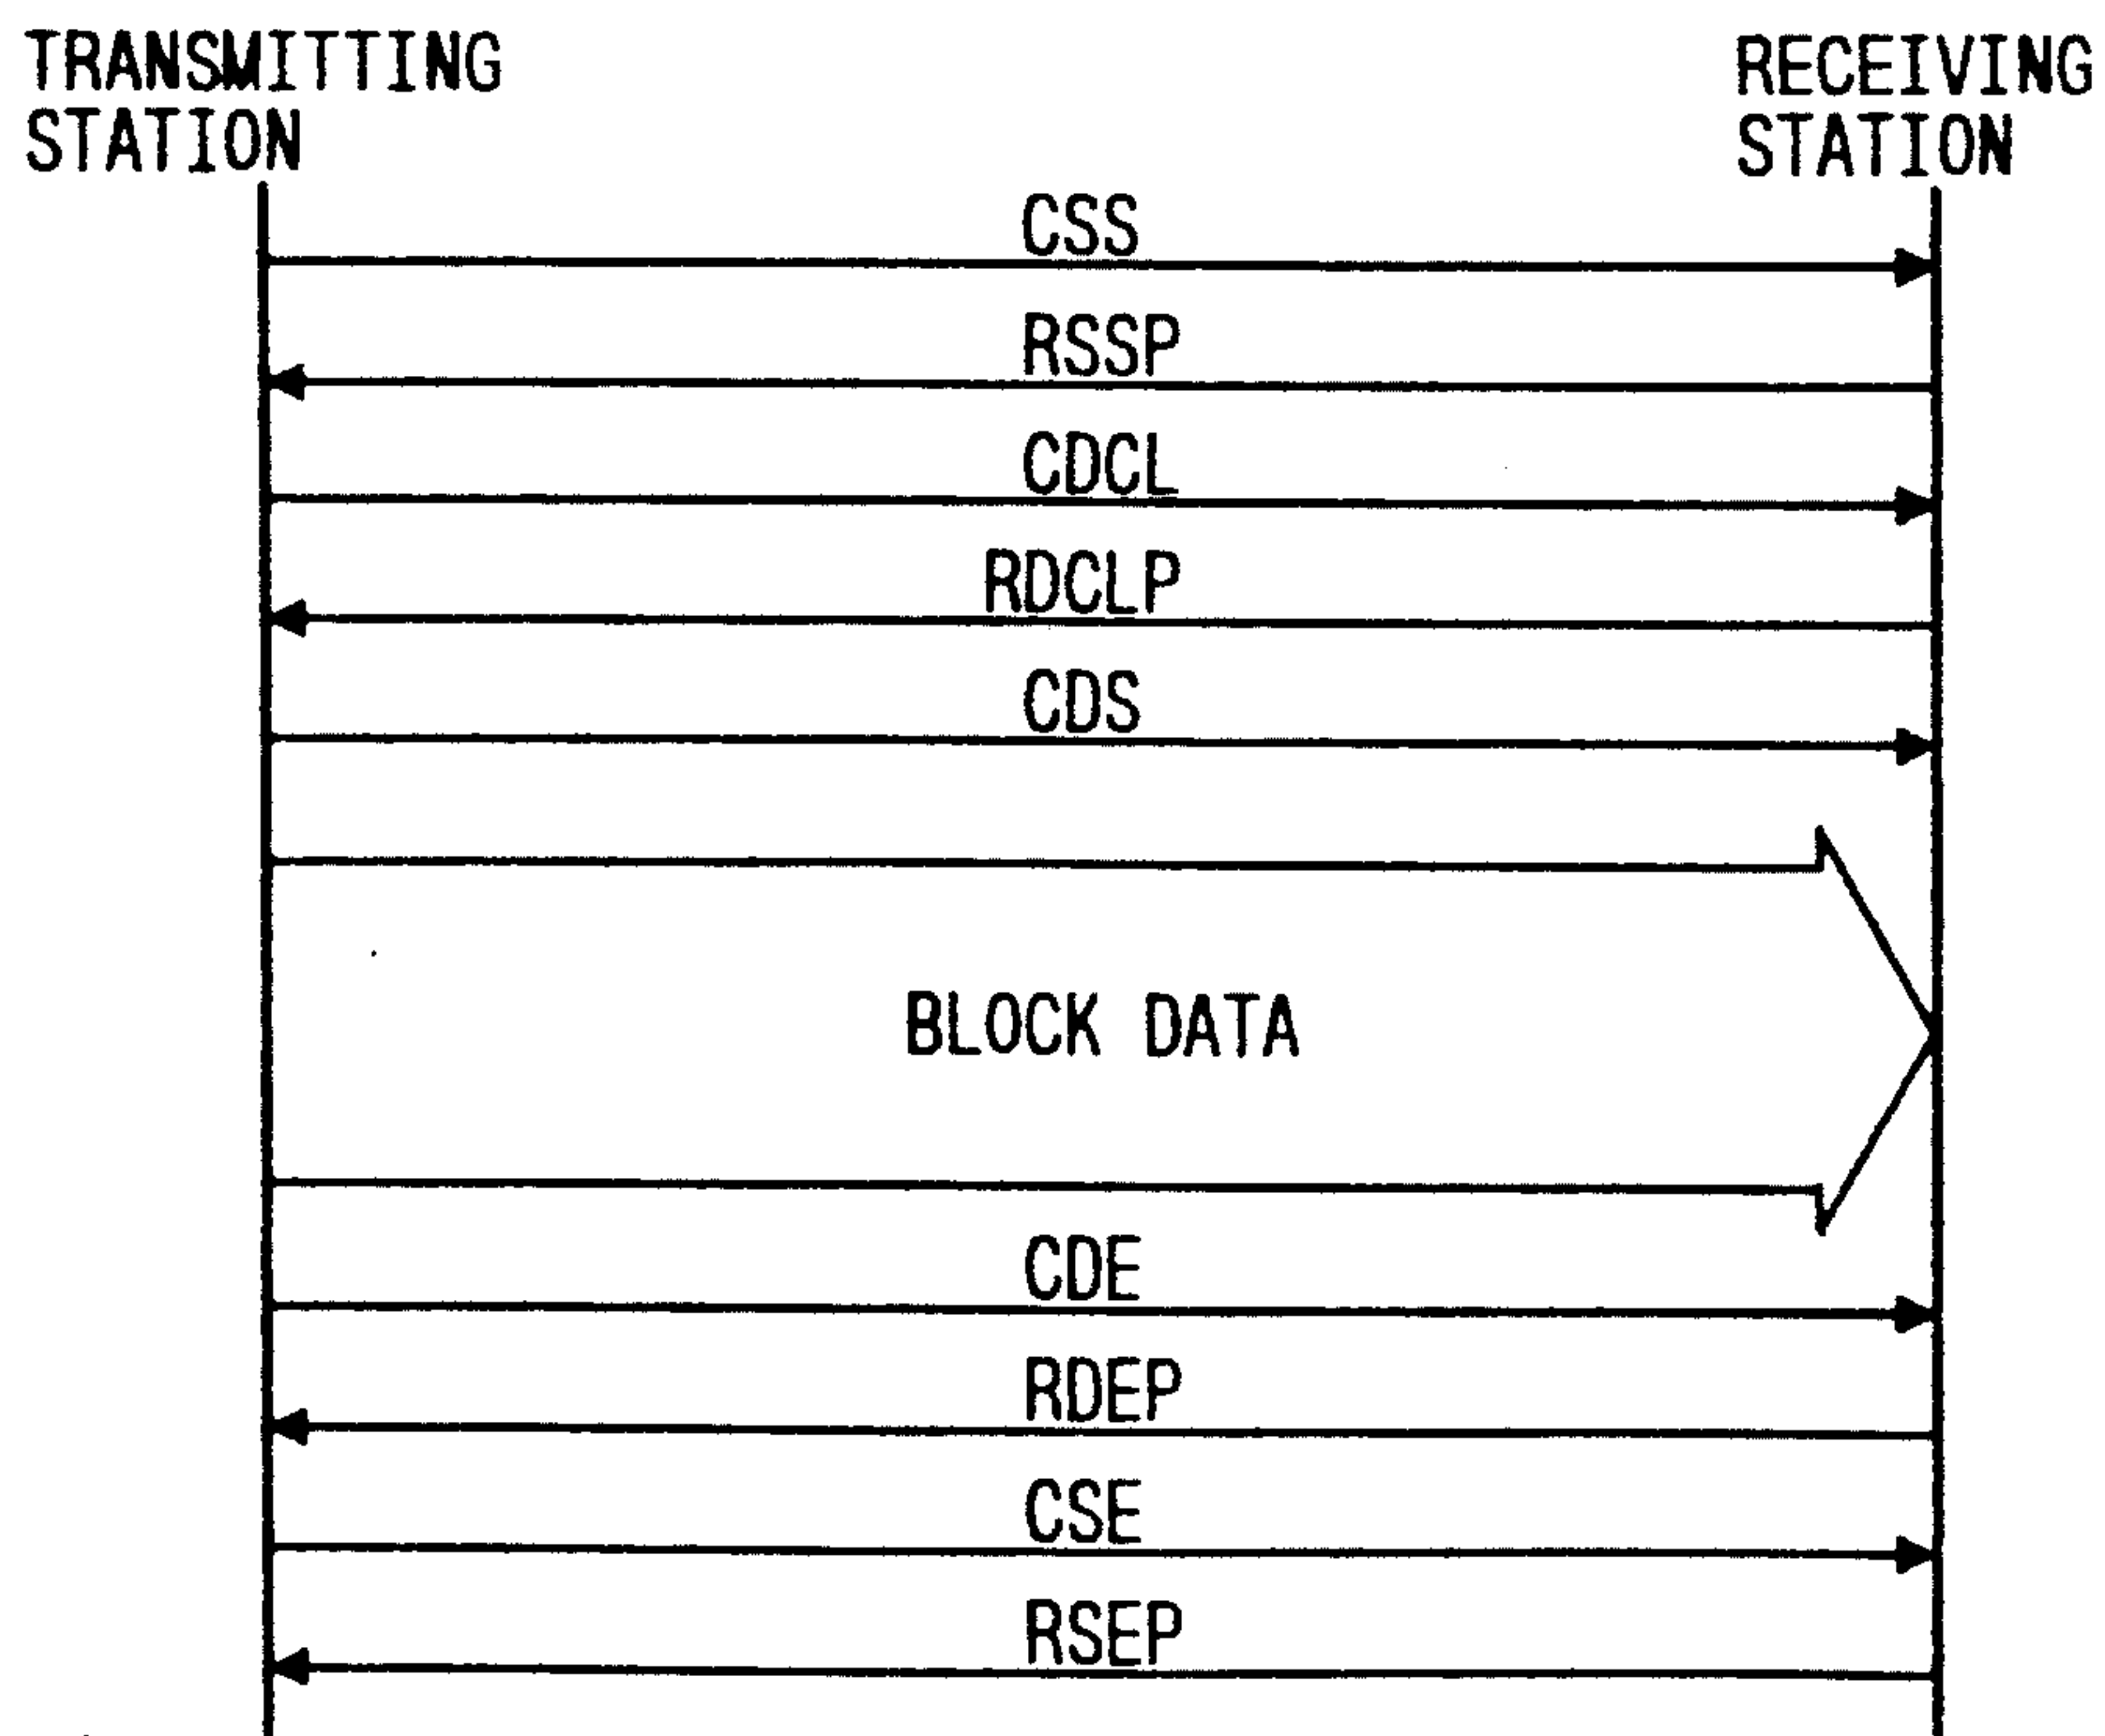 TRANSMITTING
STATION
RECEIVING
STATION
CSS
RSSP
CDCL
RDCLP
CDS
BLOCK DATA
CDE
RDEP
CSE
RSEP